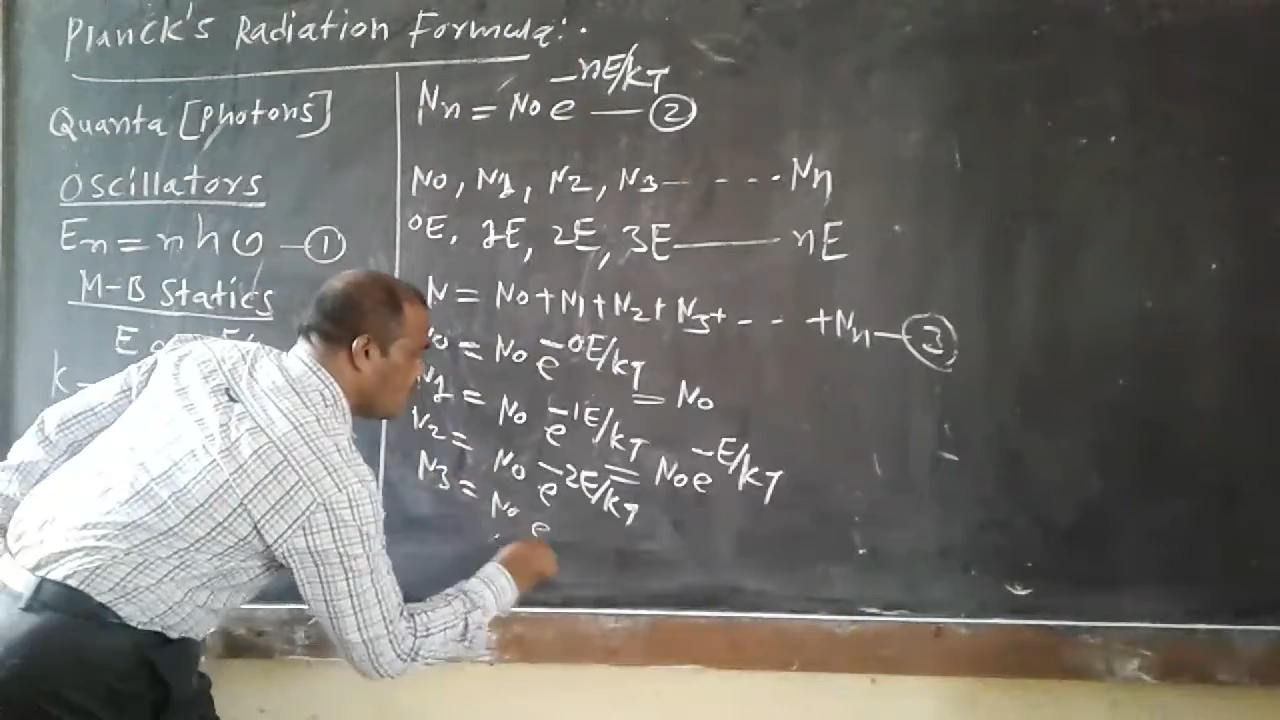 Planck's Radiation Formula:.
Quanta [Photons]
Oscillators
En = nhυ —①
M-B Statics
E
k
Nn = No e^-nE/kT —②
No, N1, N2, N3 - - - - - Nn
0E, 1E, 2E, 3E ——— nE
N = No + N1 + N2 + N3 + - - - + Nn —③
No = No e^-0E/kT = No
N1 = No e^-1E/kT = No e^-E/kT
N2 = No e^-2E/kT
N3 = No e